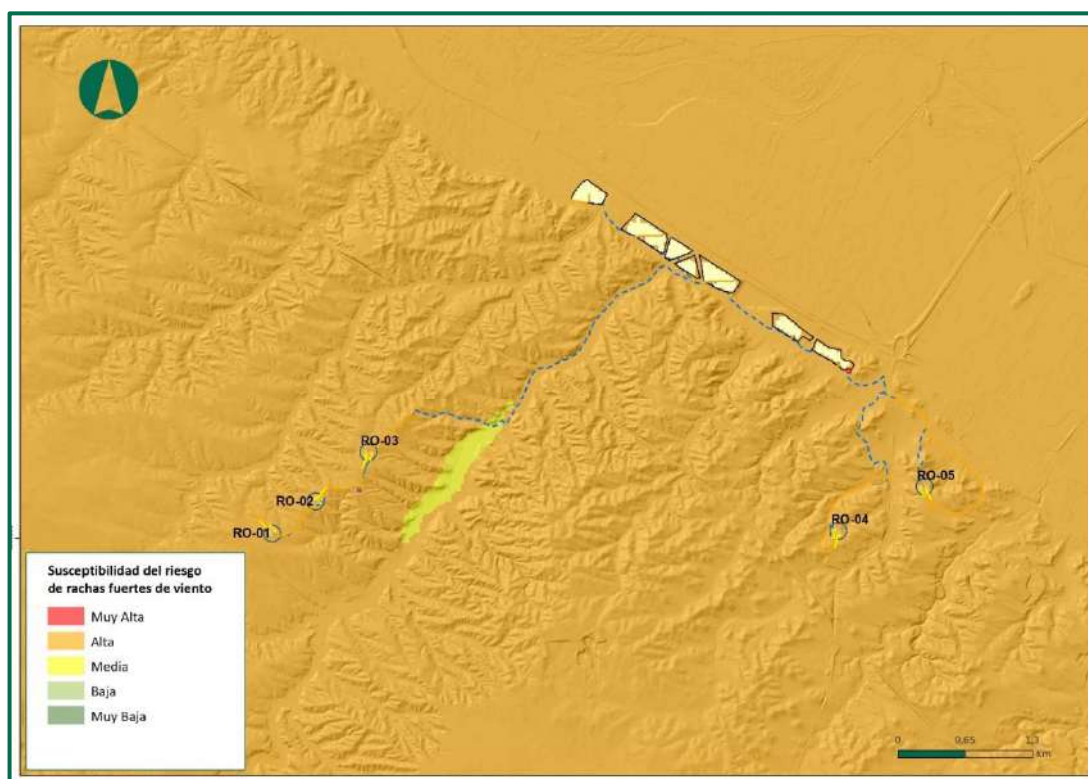 RO-03
RO-02
RO-01
RO-05
RO-04
Susceptibilidad del riesgo
de rachas fuertes de viento
Muy Alta
Alta
Media
Baja
Muy Baja
0 0,65 1,3
km